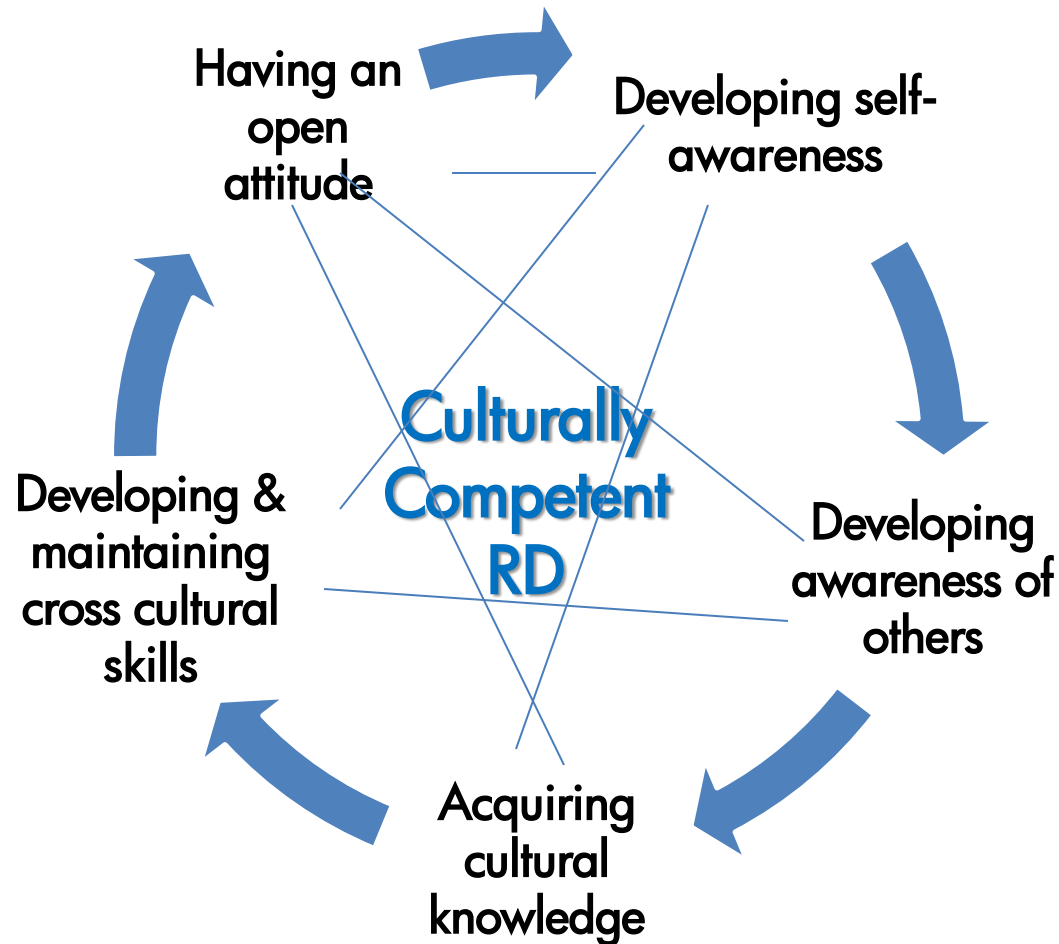 Having an
open
attitude
Developing self-
awareness
Developing
awareness of
others
Acquiring
cultural
knowledge
Developing &
maintaining
cross cultural
skills
Culturally
Competent
RD